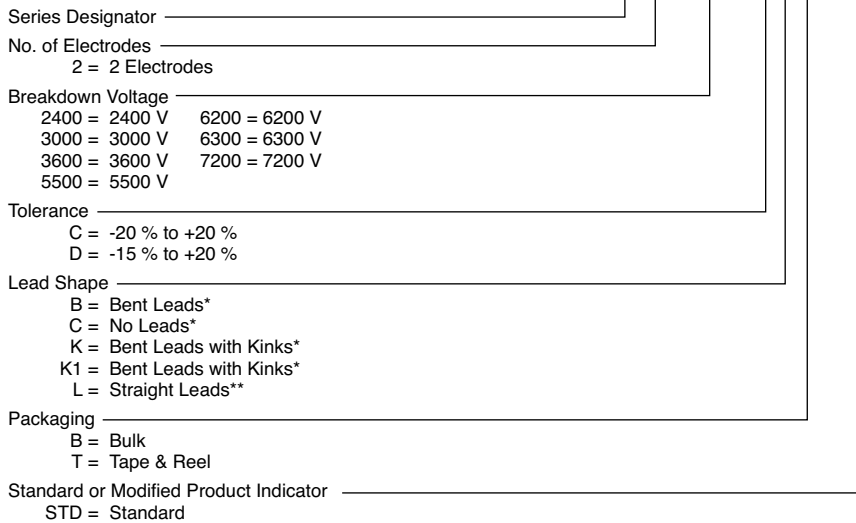 Series Designator
No. of Electrodes
2 = 2 Electrodes
Breakdown Voltage
2400 = 2400 V 6200 = 6200 V
3000 = 3000 V 6300 = 6300 V
3600 = 3600 V 7200 = 7200 V
5500 = 5500 V
Tolerance
C = -20 % to +20 %
D = -15 % to +20 %
Lead Shape
B = Bent Leads*
C = No Leads*
K = Bent Leads with Kinks*
K1 = Bent Leads with Kinks*
L = Straight Leads**
Packaging
B = Bulk
T = Tape & Reel
Standard or Modified Product Indicator
STD = Standard